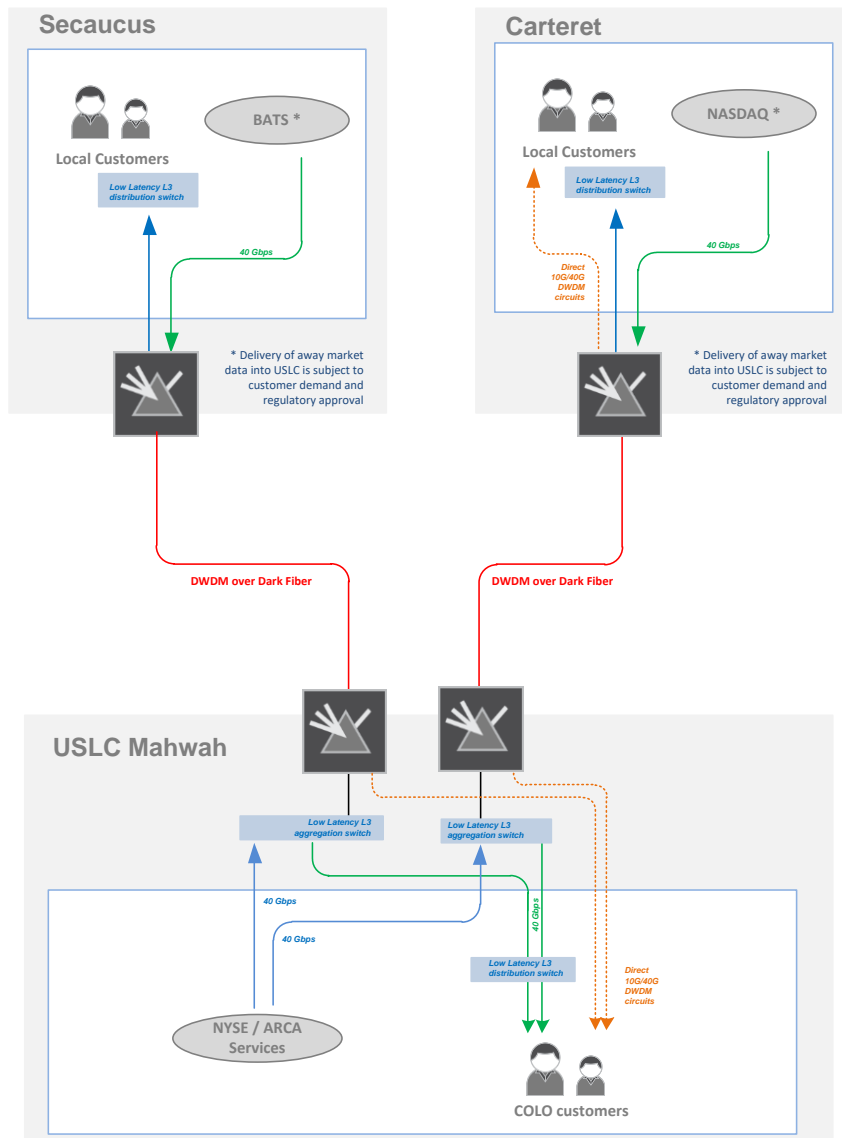 Secaucus
BATS *
Local Customers
Low Latency L3
distribution switch
40 Gbps
* Delivery of away market
data into USLC is subject to
customer demand and
regulatory approval
Carteret
NASDAQ *
Local Customers
Low Latency L3
distribution switch
40 Gbps
Direct
10G/40G
DWDM
circuits
* Delivery of away market
data into USLC is subject to
customer demand and
regulatory approval
DWDM over Dark Fiber
DWDM over Dark Fiber
USLC Mahwah
Low Latency L3
aggregation switch
Low Latency L3
aggregation switch
40 Gbps
40 Gbps
40 Gbps
Low Latency L3
distribution switch
Direct
10G/40G
DWDM
circuits
NYSE / ARCA
Services
COLO customers